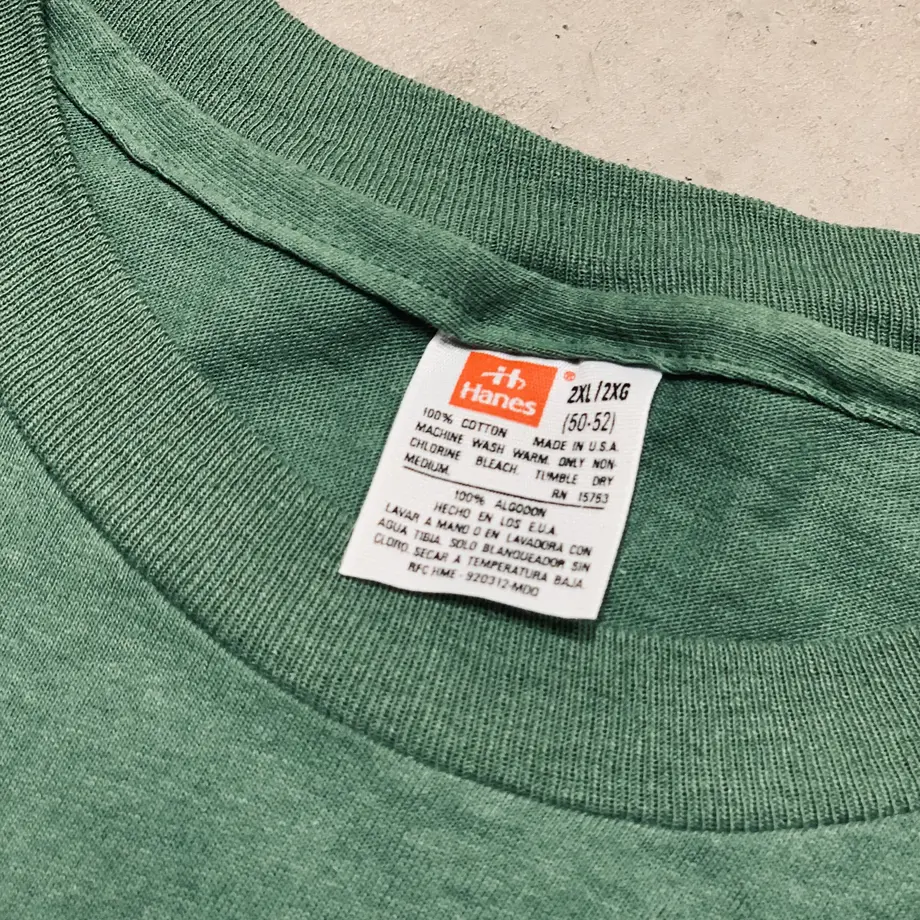 Hanes®
2XL/2XG
(50-52)
100% COTTON MADE IN U.S.A.
MACHINE WASH WARM. ONLY NON-
CHLORINE BLEACH. TUMBLE DRY
MEDIUM. RN 15763
100% ALGODON
HECHO EN LOS E.U.A.
LAVAR A MANO O EN LAVADORA CON
AGUA TIBIA. SOLO BLANQUEADOR SIN
CLORO. SECAR A TEMPERATURA BAJA.
RFC HME-920312-MD0